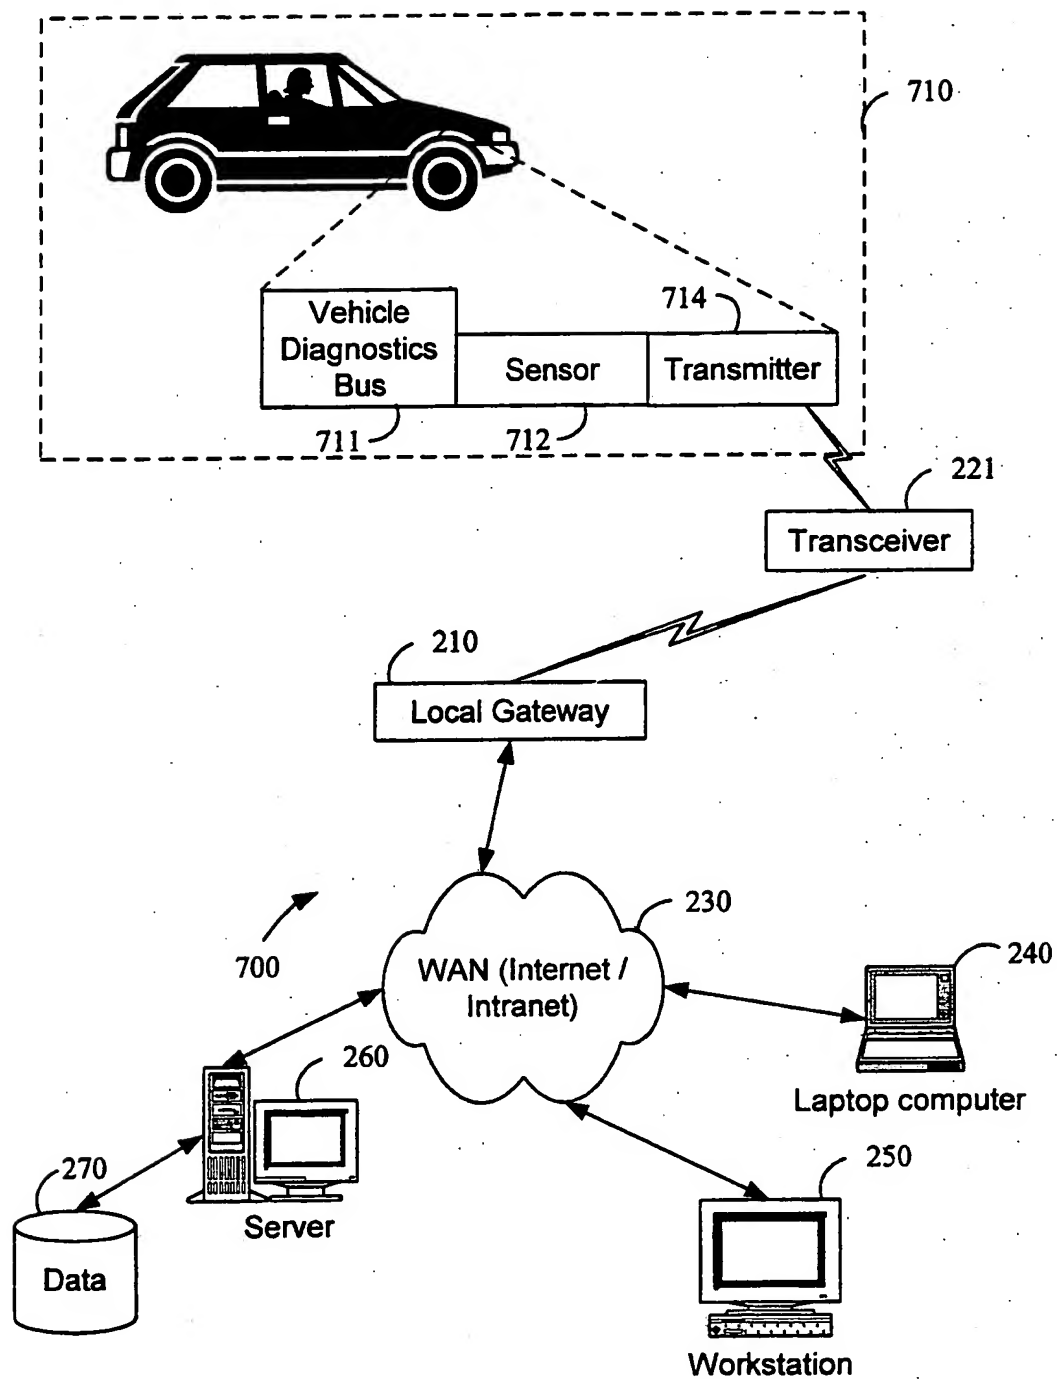 710
714
Vehicle
Diagnostics
Bus
Sensor
Transmitter
711
712
221
Transceiver
210
Local Gateway
230
700
WAN (Internet /
Intranet)
240
Laptop computer
260
Server
270
Data
250
Workstation